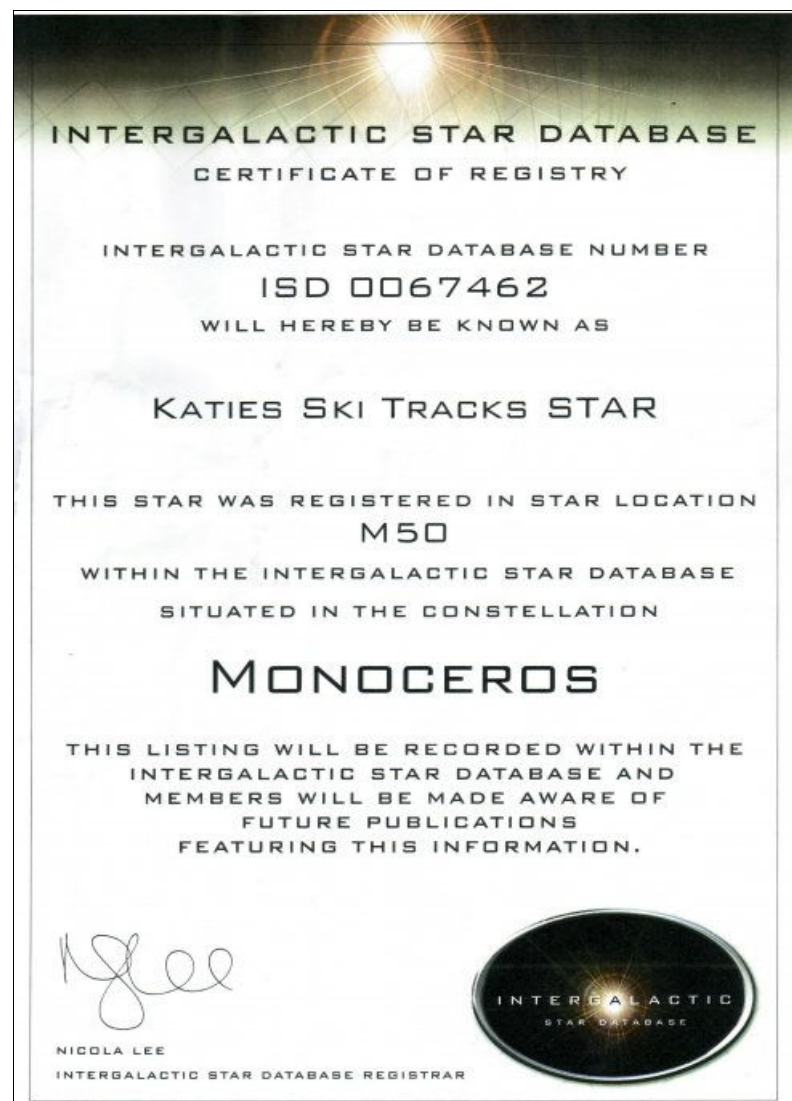 INTERGALACTIC STAR DATABASE
CERTIFICATE OF REGISTRY
INTERGALACTIC STAR DATABASE NUMBER
ISD 0067462
WILL HEREBY BE KNOWN AS
KATIES SKI TRACKS STAR
THIS STAR WAS REGISTERED IN STAR LOCATION
M50
WITHIN THE INTERGALACTIC STAR DATABASE
SITUATED IN THE CONSTELLATION
MONOCEROS
THIS LISTING WILL BE RECORDED WITHIN THE
INTERGALACTIC STAR DATABASE AND
MEMBERS WILL BE MADE AWARE OF
FUTURE PUBLICATIONS
FEATURING THIS INFORMATION.
NLee
NICOLA LEE
INTERGALACTIC STAR DATABASE REGISTRAR
INTERGALACTIC
STAR DATABASE